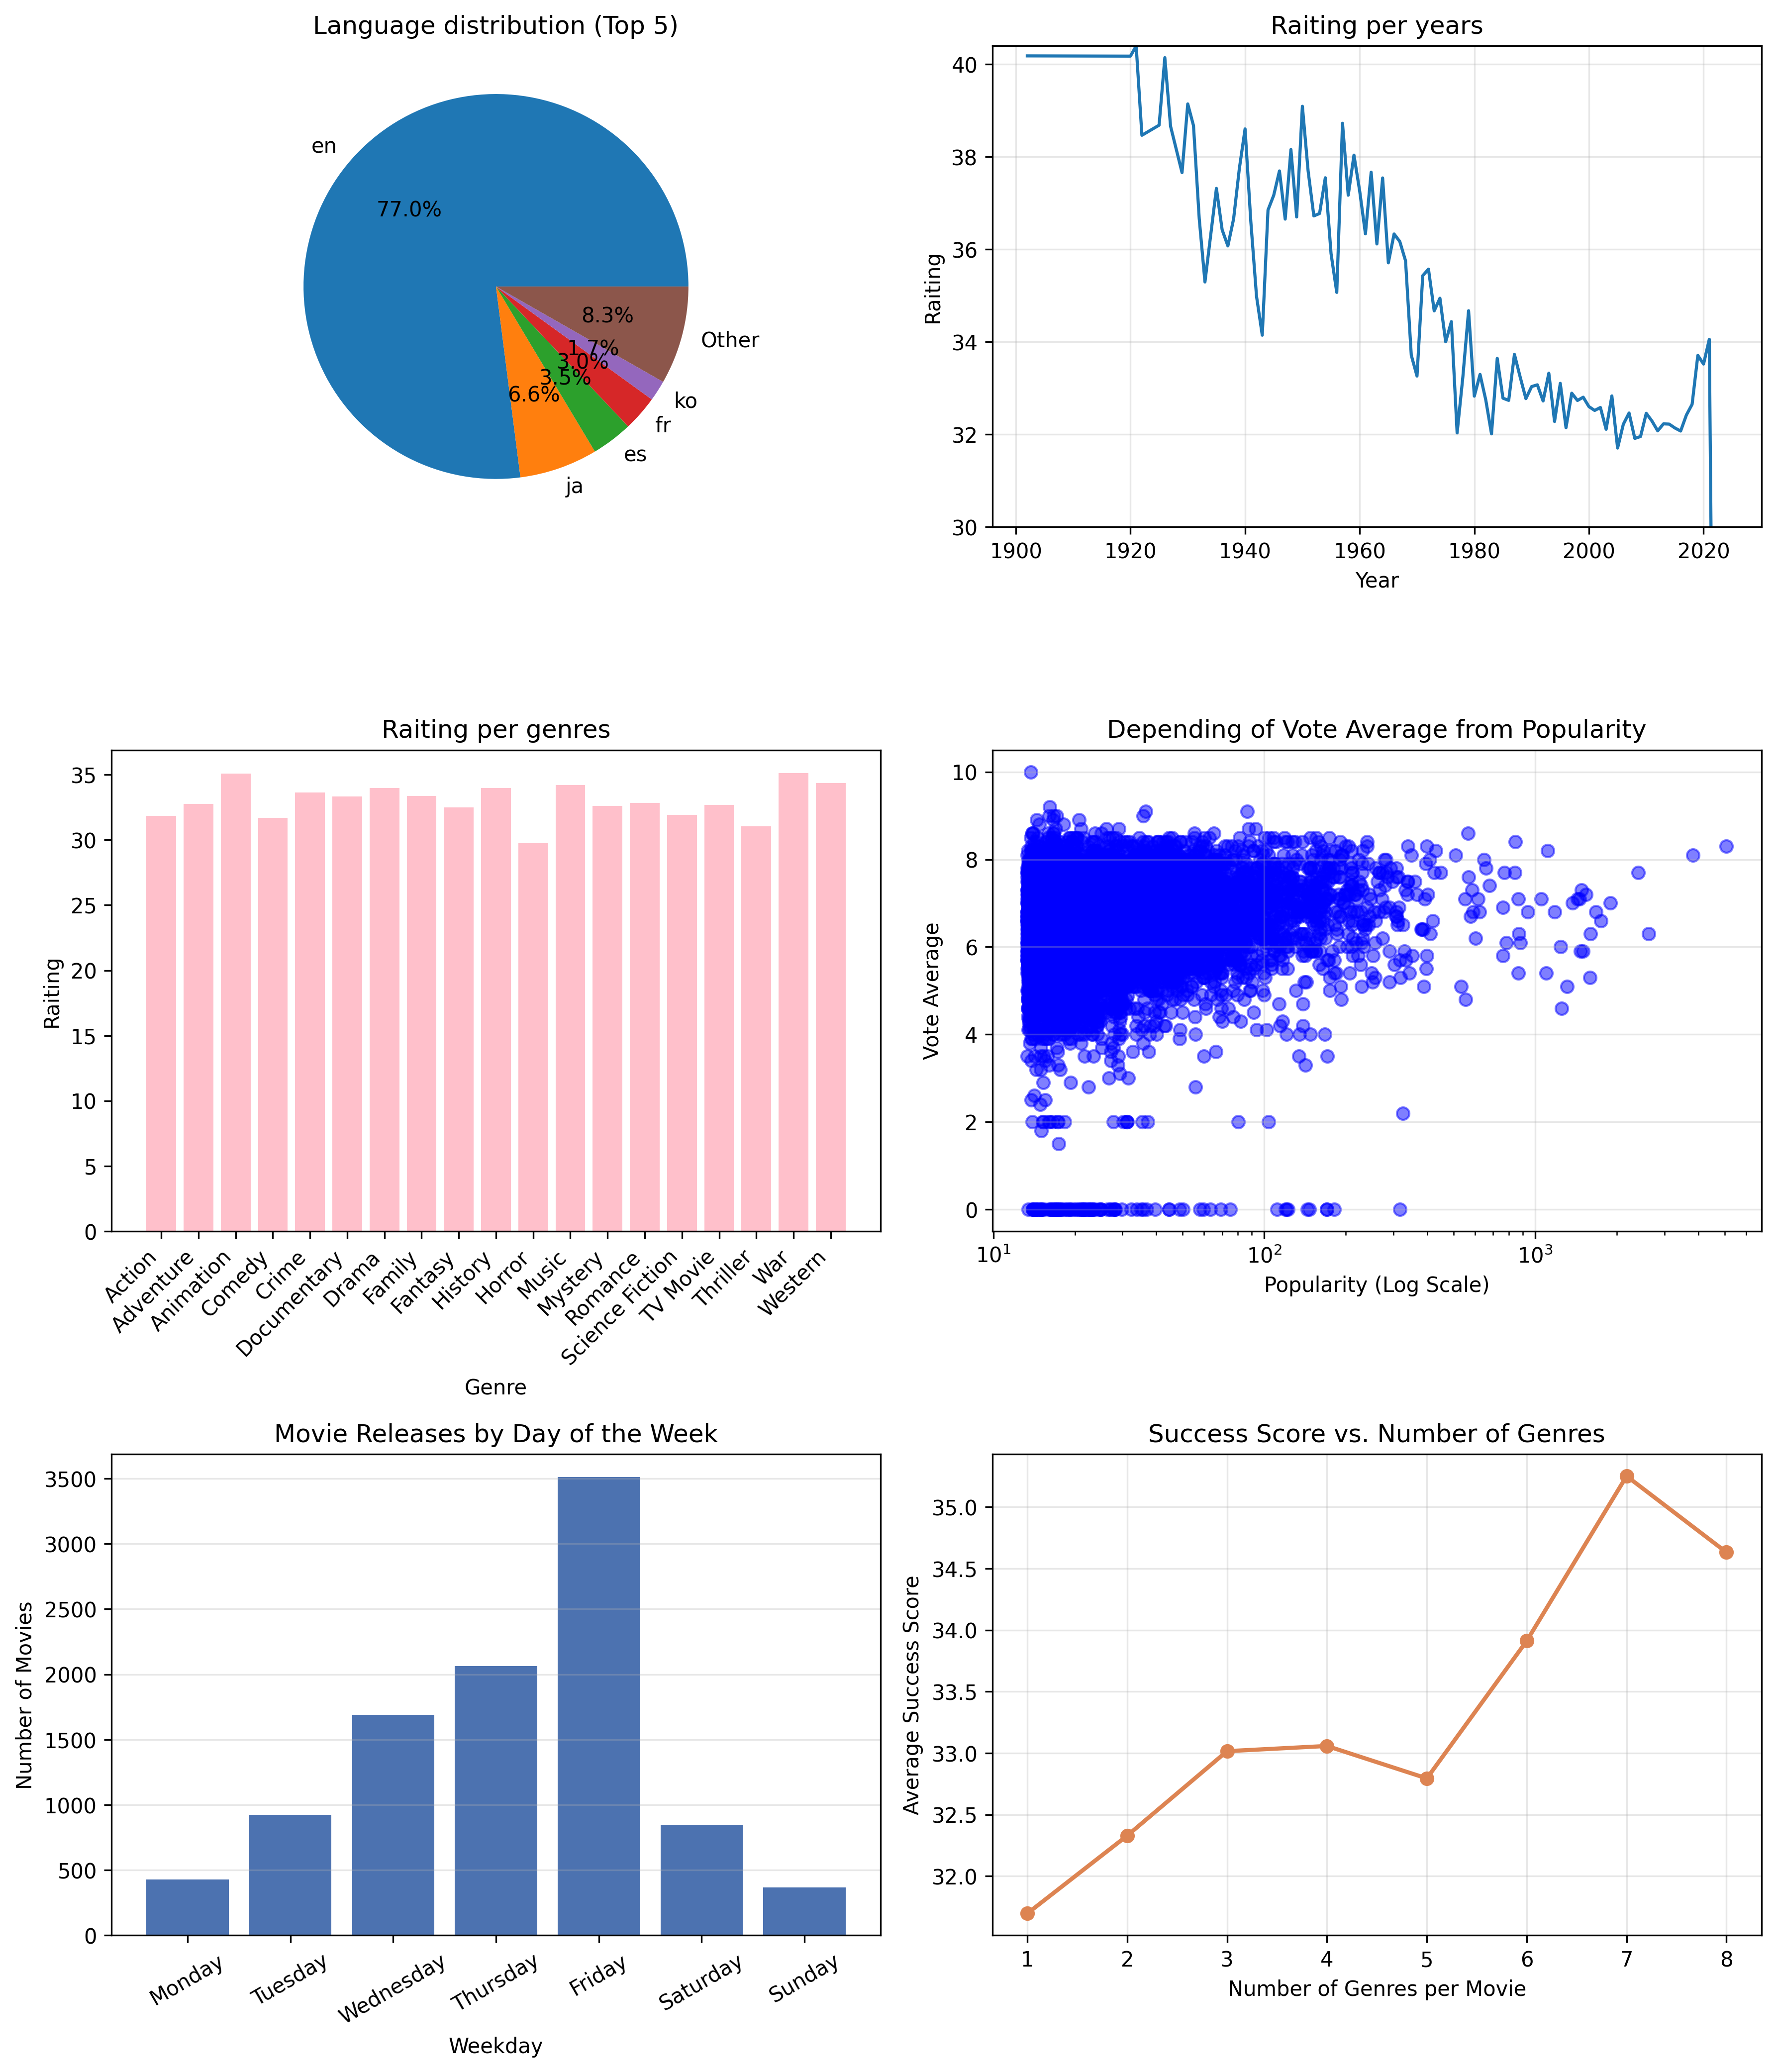 Language distribution (Top 5)
en
77.0%
8.3%
Other
1.7%
3.0%
3.5%
6.6%
ko
fr
es
ja
Raiting per years
Raiting
40
38
36
34
32
30
1900 1920 1940 1960 1980 2000 2020
Year
Raiting per genres
Raiting
35
30
25
20
15
10
5
0
Action
Adventure
Animation
Comedy
Crime
Documentary
Drama
Family
Fantasy
History
Horror
Music
Mystery
Romance
Science Fiction
TV Movie
Thriller
War
Western
Genre
Depending of Vote Average from Popularity
Vote Average
10
8
6
4
2
0
10¹ 10² 10³
Popularity (Log Scale)
Movie Releases by Day of the Week
Number of Movies
3500
3000
2500
2000
1500
1000
500
0
Monday
Tuesday
Wednesday
Thursday
Friday
Saturday
Sunday
Weekday
Success Score vs. Number of Genres
Average Success Score
35.0
34.5
34.0
33.5
33.0
32.5
32.0
1 2 3 4 5 6 7 8
Number of Genres per Movie